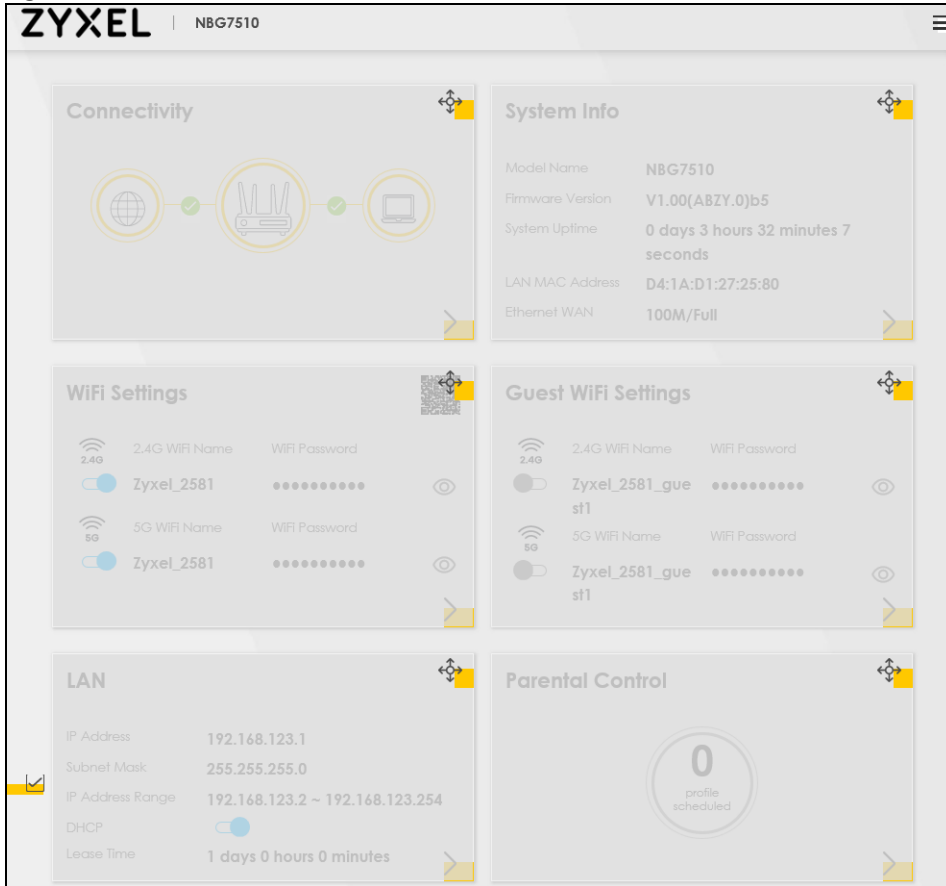 ZYXEL | NBG7510
Connectivity
System Info
Model Name NBG7510
Firmware Version V1.00(ABZY.0)b5
System Uptime 0 days 3 hours 32 minutes 7
seconds
LAN MAC Address D4:1A:D1:27:25:80
Ethernet WAN 100M/Full
WiFi Settings
2.4G WiFi Name WiFi Password
2.4G
Zyxel_2581 ●●●●●●●●●●
5G WiFi Name WiFi Password
5G
Zyxel_2581 ●●●●●●●●●●
Guest WiFi Settings
2.4G WiFi Name WiFi Password
2.4G
Zyxel_2581_gue ●●●●●●●●●●
st1
5G WiFi Name WiFi Password
5G
Zyxel_2581_gue ●●●●●●●●●●
st1
LAN
IP Address 192.168.123.1
Subnet Mask 255.255.255.0
IP Address Range 192.168.123.2 ~ 192.168.123.254
DHCP
Lease Time 1 days 0 hours 0 minutes
Parental Control
0
profile
scheduled